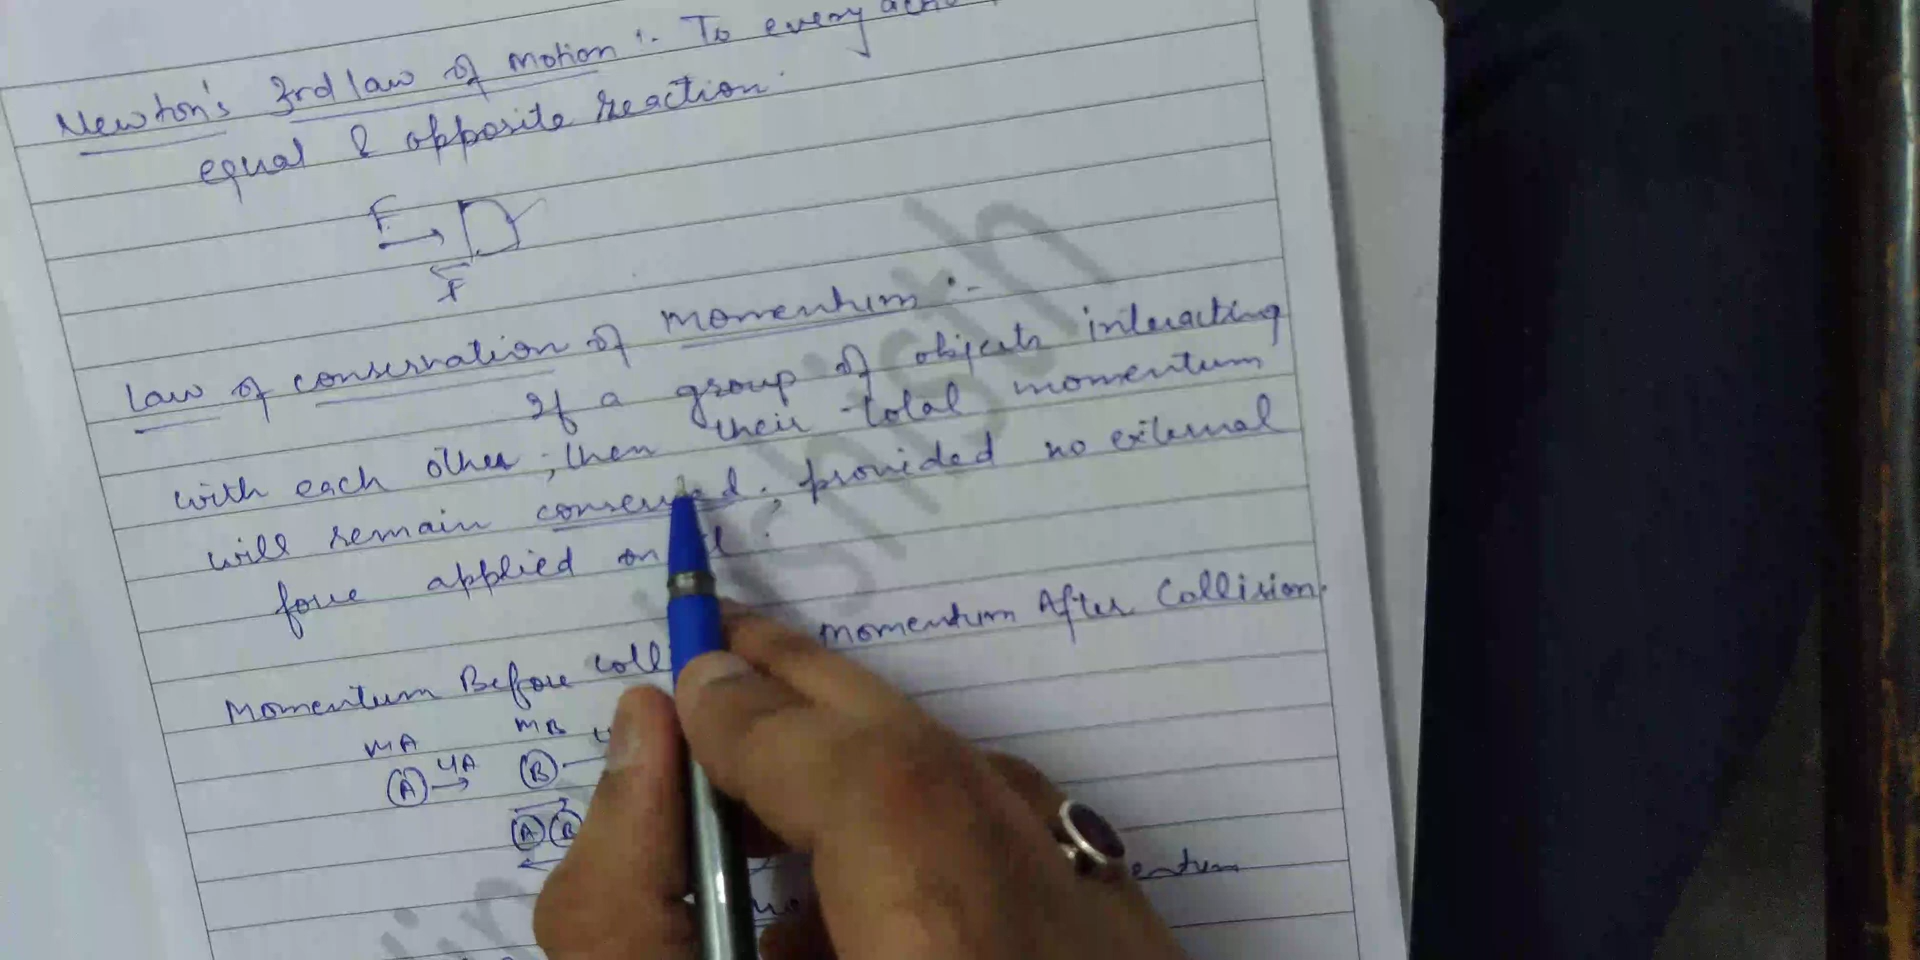 Newton's 3rd law of motion :- To every
equal & opposite reaction.
F
F
Law of conservation of momentum :-
If a group of objects interacting
with each other, then their total momentum
will remain conserved, provided no external
force applied on
Momentum Before momentum After Collision.
MA MB
A uA B
A B